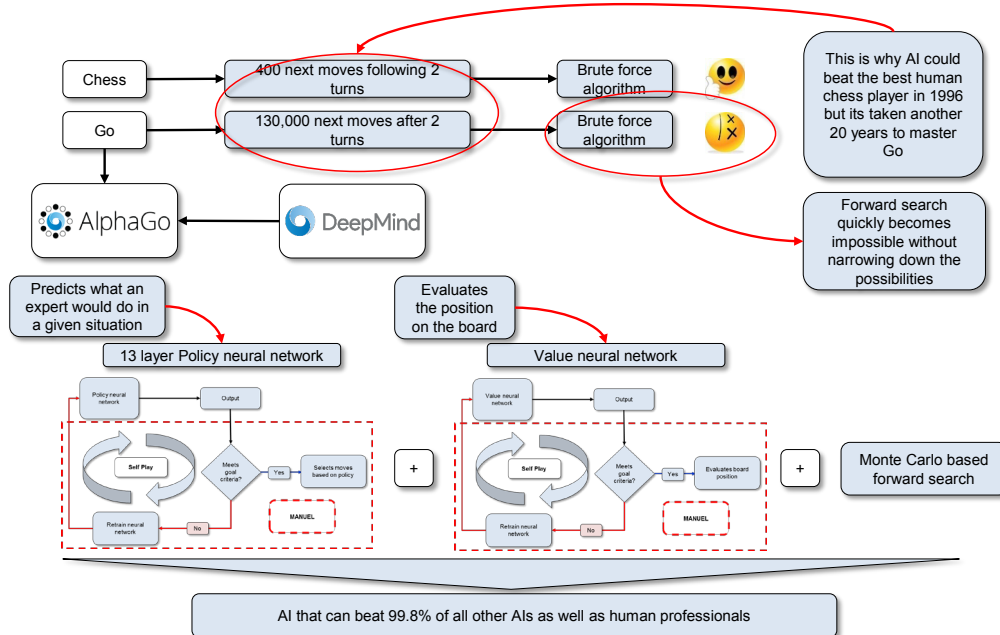 Chess
400 next moves following 2
turns
Brute force
algorithm
This is why AI could
beat the best human
chess player in 1996
but its taken another
20 years to master
Go
Go
130,000 next moves after 2
turns
Brute force
algorithm
AlphaGo
DeepMind
Forward search
quickly becomes
impossible without
narrowing down the
possibilities
Predicts what an
expert would do in
a given situation
Evaluates
the position
on the board
13 layer Policy neural network
Value neural network
Policy neural
network
Output
Self Play
Meets
goal
criteria?
Yes
Selects moves
based on policy
No
Retrain neural
network
MANUEL
+
Value neural
network
Output
Self Play
Meets
goal
criteria?
Yes
Evaluates board
position
No
Retrain neural
network
MANUEL
+
Monte Carlo based
forward search
AI that can beat 99.8% of all other AIs as well as human professionals